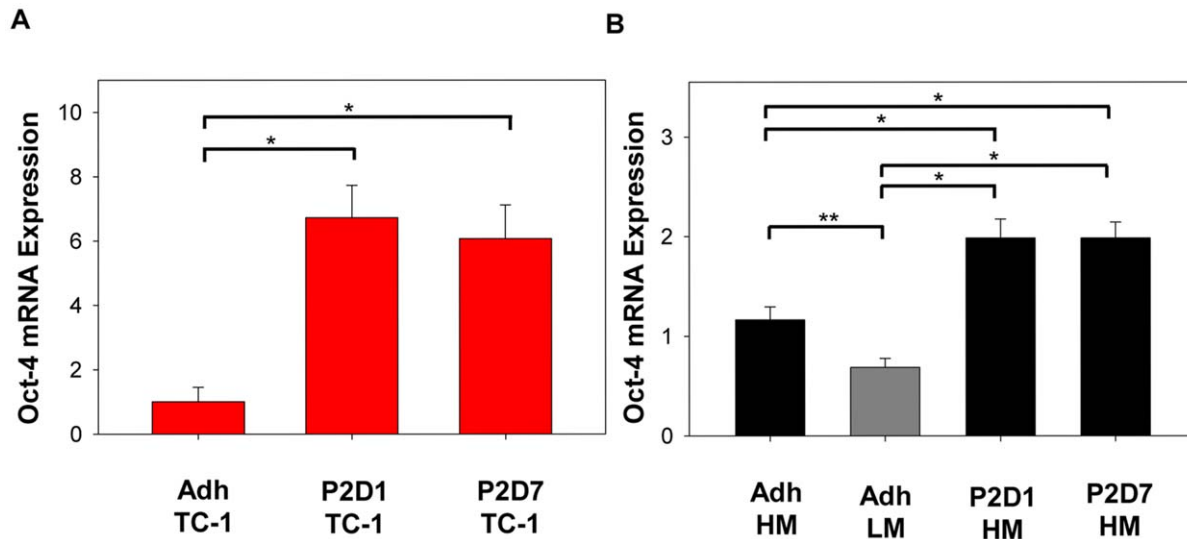 A
Oct-4 mRNA Expression
10
8
6
4
2
0
*
*
Adh
TC-1
P2D1
TC-1
P2D7
TC-1
B
Oct-4 mRNA Expression
3
2
1
0
*
*
*
*
**
Adh
HM
Adh
LM
P2D1
HM
P2D7
HM